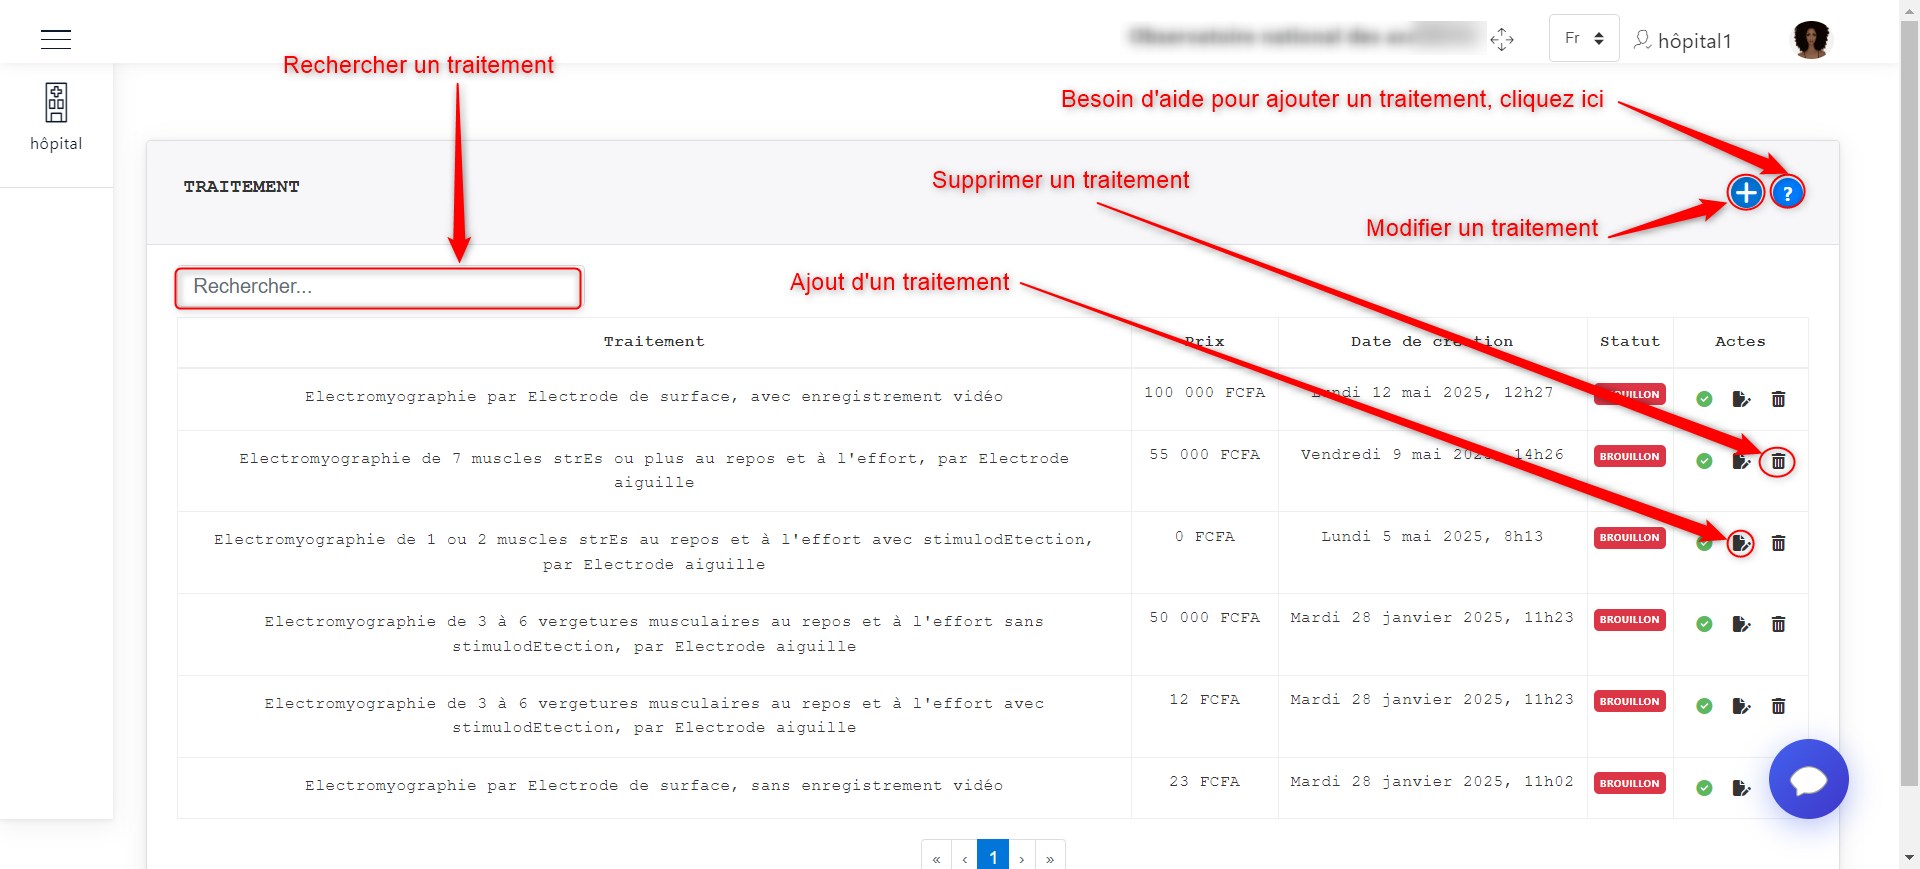 Fr
hôpital1
Rechercher un traitement
Besoin d'aide pour ajouter un traitement, cliquez ici
hôpital
TRAITEMENT
Supprimer un traitement
?
Modifier un traitement
Ajout d'un traitement
Rechercher...
Traitement Prix Date de création Statut Actes
Electromyographie par Electrode de surface, avec enregistrement vidéo 100 000 FCFA Lundi 12 mai 2025, 12h27 BROUILLON
Electromyographie de 7 muscles strEs ou plus au repos et à l'effort, par Electrode 55 000 FCFA Vendredi 9 mai 2025, 14h26 BROUILLON
aiguille
Electromyographie de 1 ou 2 muscles strEs au repos et à l'effort avec stimulodEtection, 0 FCFA Lundi 5 mai 2025, 8h13 BROUILLON
par Electrode aiguille
Electromyographie de 3 à 6 vergetures musculaires au repos et à l'effort sans 50 000 FCFA Mardi 28 janvier 2025, 11h23 BROUILLON
stimulodEtection, par Electrode aiguille
Electromyographie de 3 à 6 vergetures musculaires au repos et à l'effort avec 12 FCFA Mardi 28 janvier 2025, 11h23 BROUILLON
stimulodEtection, par Electrode aiguille
Electromyographie par Electrode de surface, sans enregistrement vidéo 23 FCFA Mardi 28 janvier 2025, 11h02 BROUILLON
« ‹ 1 › »